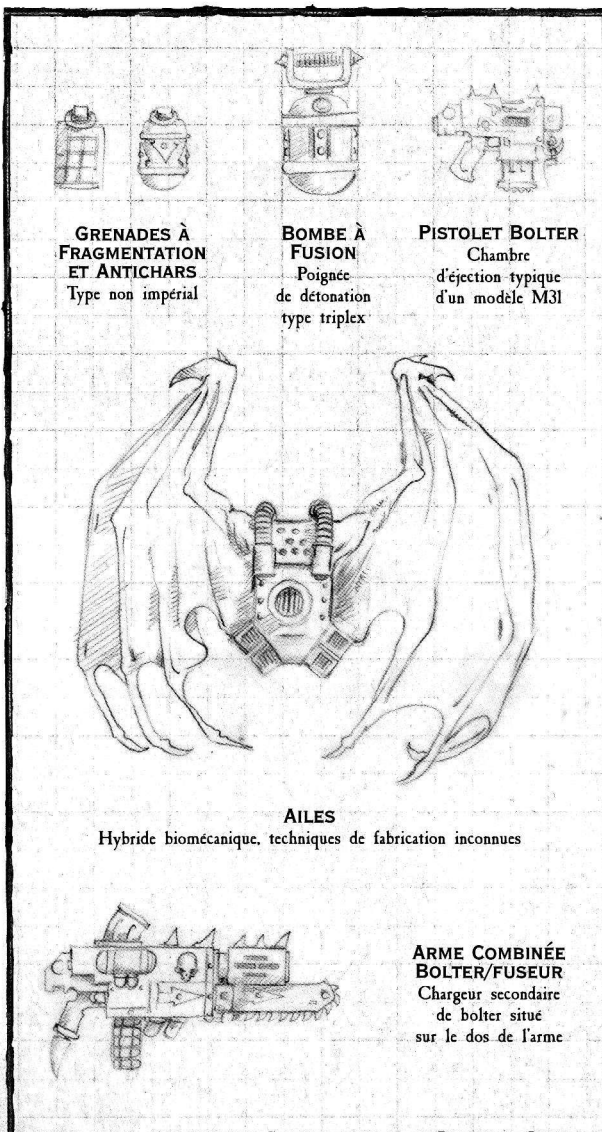 GRENADES À
FRAGMENTATION
ET ANTICHARS
Type non impérial
BOMBE À
FUSION
Poignée
de détonation
type triplex
PISTOLET BOLTER
Chambre
d'éjection typique
d'un modèle M31
AILES
Hybride biomécanique, techniques de fabrication inconnues
ARME COMBINÉE
BOLTER/FUSEUR
Chargeur secondaire
de bolter situé
sur le dos de l'arme